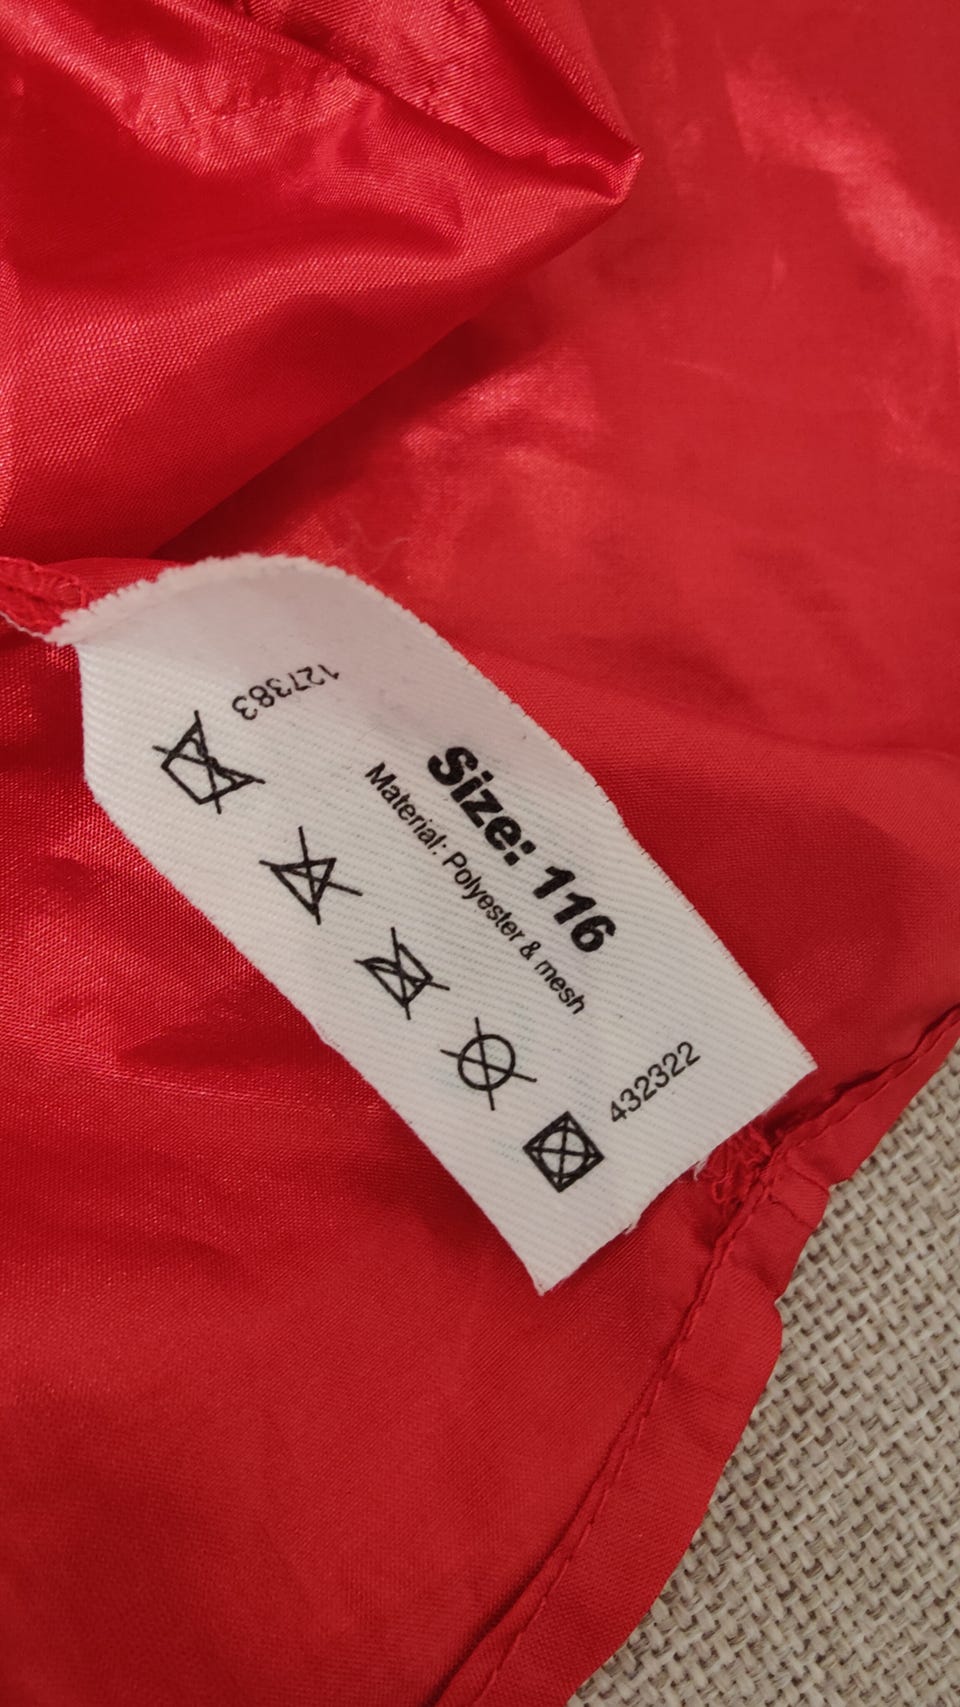 127383
Size: 116
Material: Polyester & mesh
432322